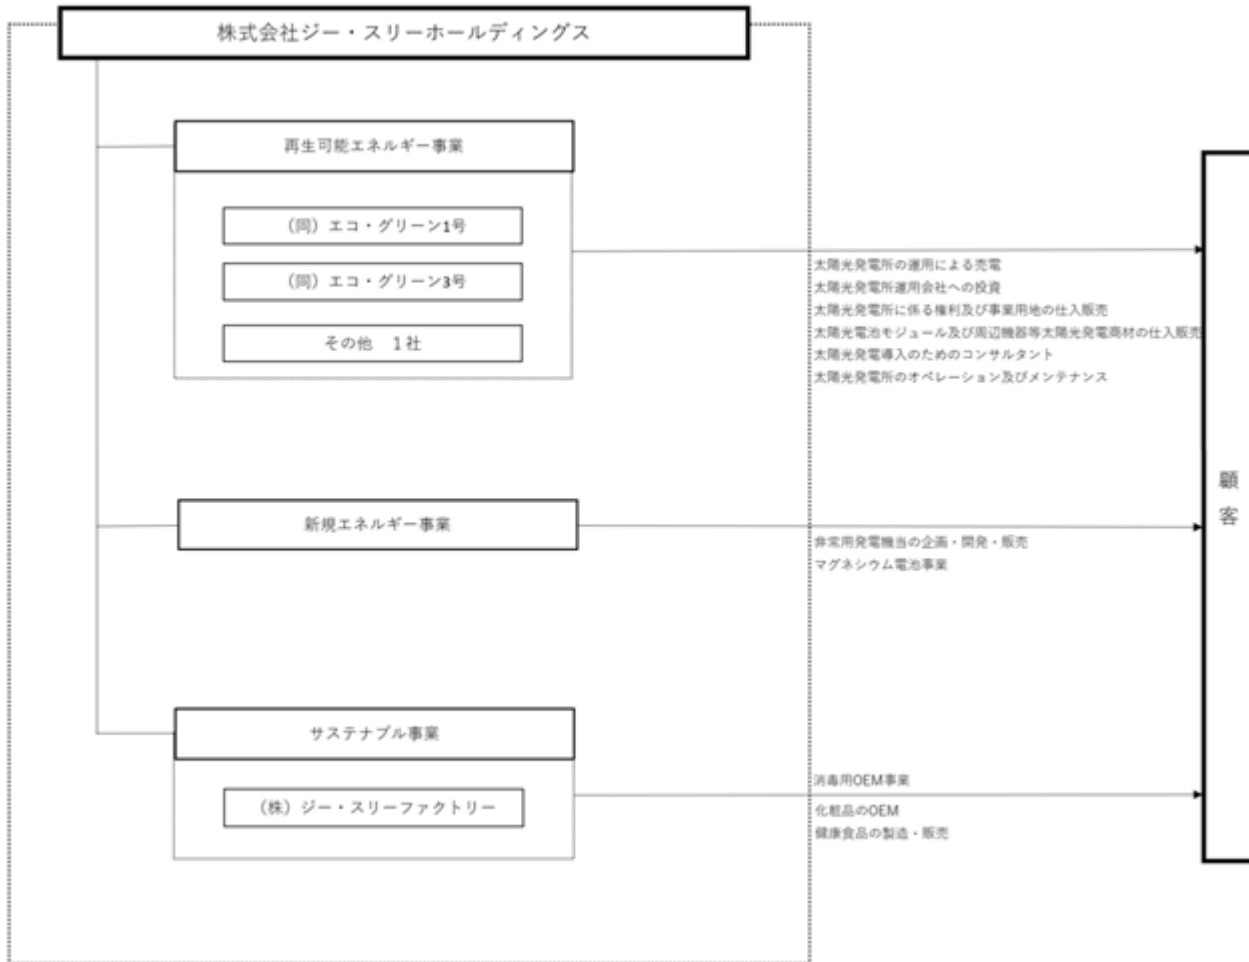 株式会社ジー・スリーホールディングス
再生可能エネルギー事業
（同）エコ・グリーン1号
（同）エコ・グリーン3号
その他　1社
太陽光発電所の運用による売電
太陽光発電所運用会社への投資
太陽光発電所に係る権利及び事業用地の仕入販売
太陽光電池モジュール及び周辺機器等太陽光発電商材の仕入販売
太陽光発電導入のためのコンサルタント
太陽光発電所のオペレーション及びメンテナンス
新規エネルギー事業
非常用発電機当の企画・開発・販売
マグネシウム電池事業
サステナブル事業
（株）ジー・スリーファクトリー
消毒用OEM事業
化粧品のOEM
健康食品の製造・販売
顧
客